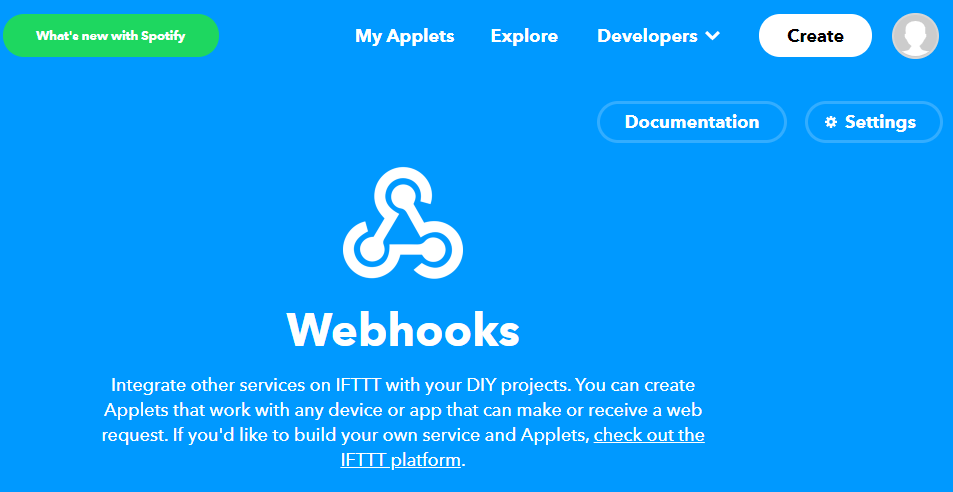 What's new with Spotify
My Applets
Explore
Developers
Create
Documentation
Settings
Webhooks
Integrate other services on IFTTT with your DIY projects. You can create
Applets that work with any device or app that can make or receive a web
request. If you'd like to build your own service and Applets, check out the
IFTTT platform.